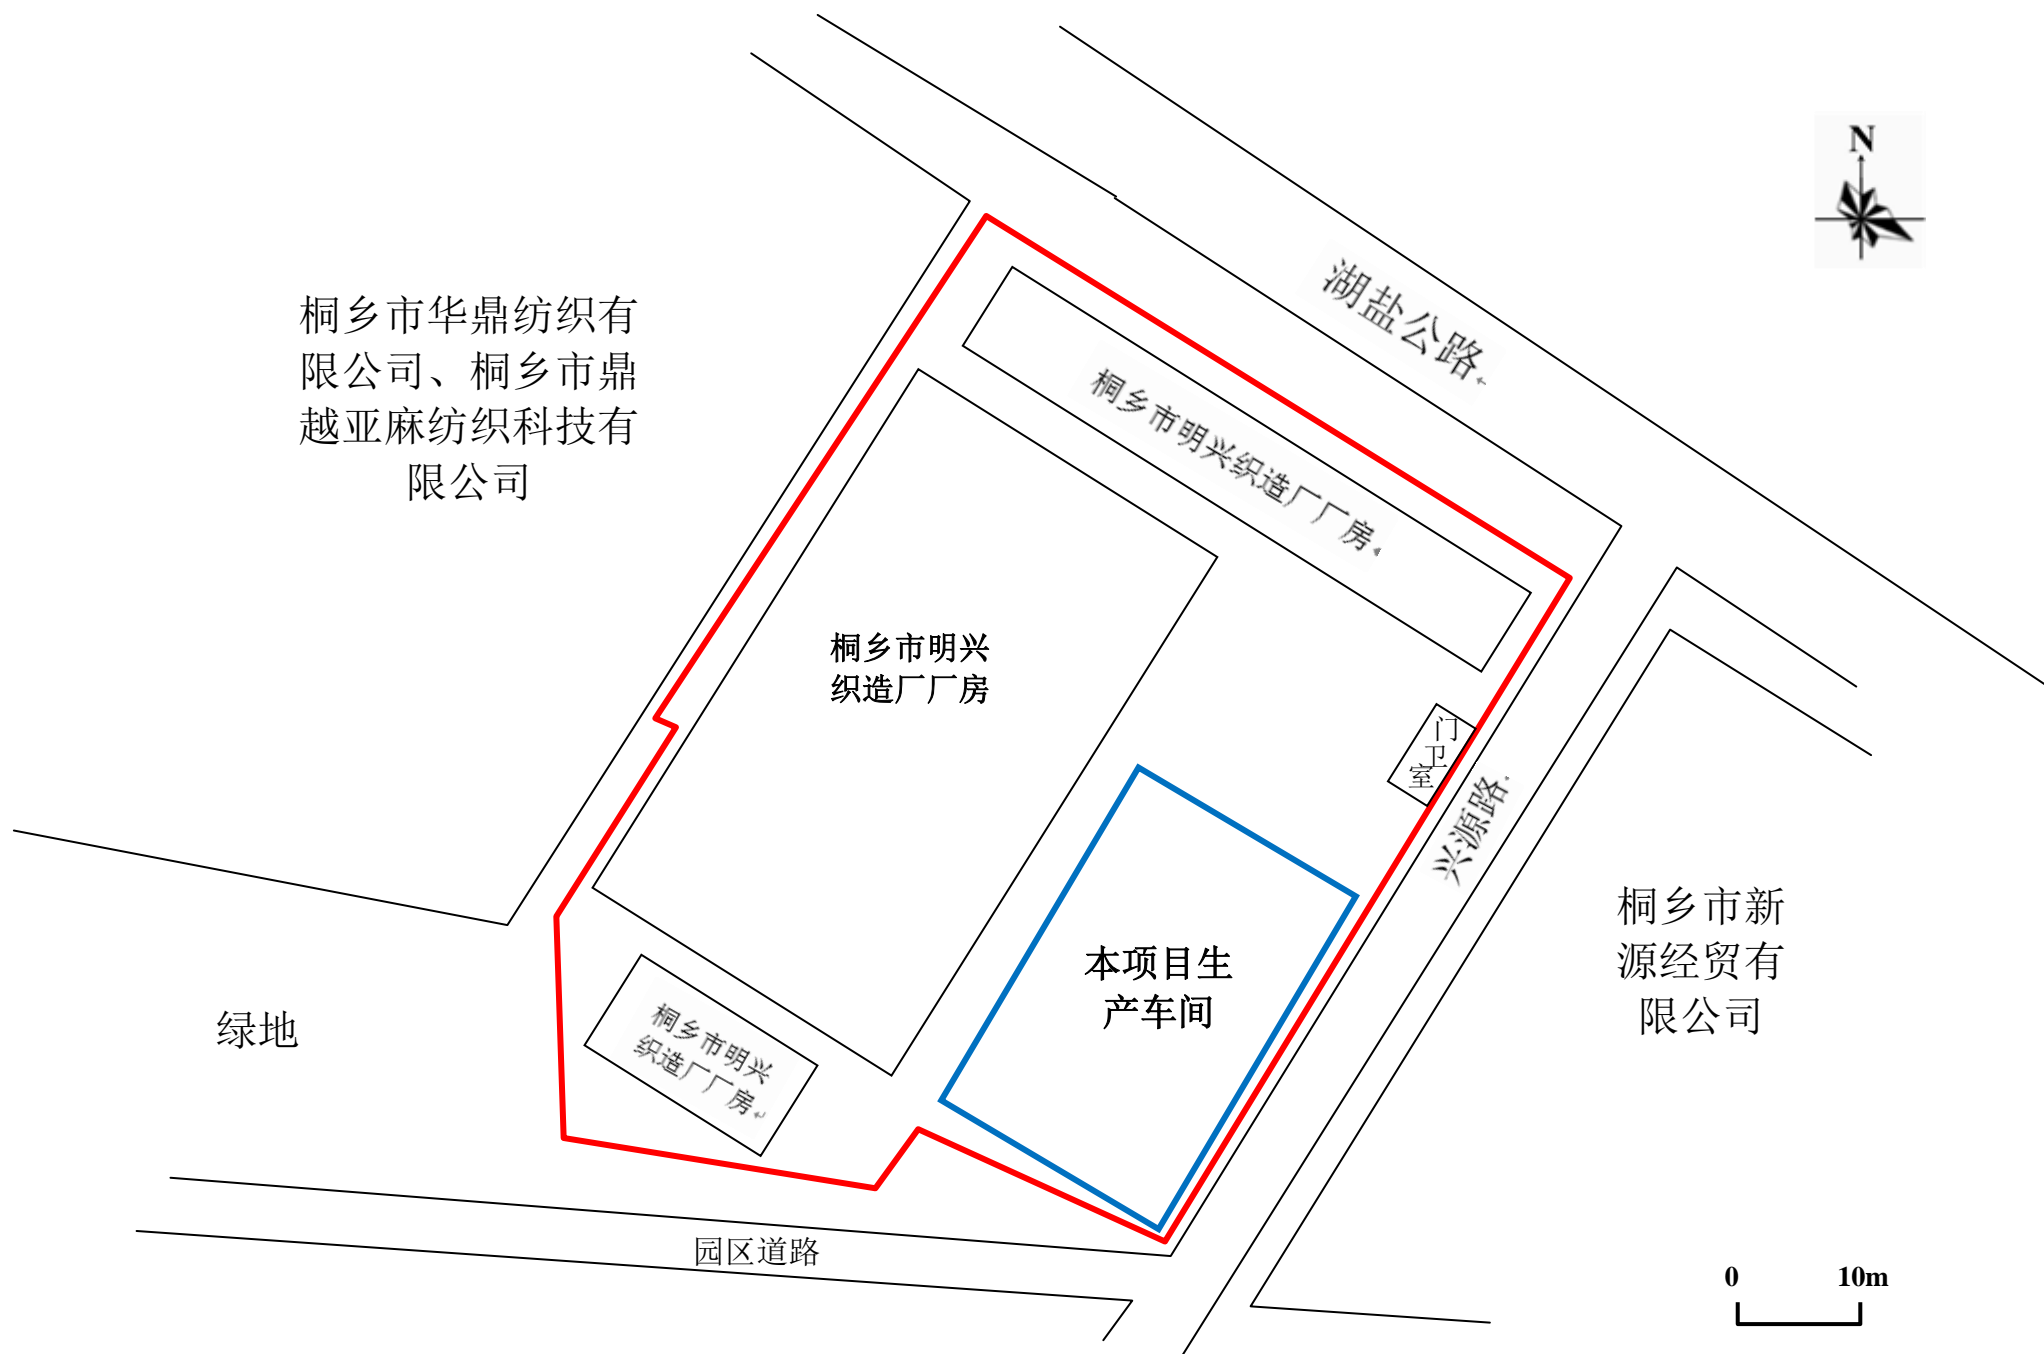 N
湖盐公路
桐乡市华鼎纺织有
限公司、桐乡市鼎
越亚麻纺织科技有
限公司
桐乡市明兴织造厂厂房
桐乡市明兴
织造厂厂房
门
卫
室
兴源路
本项目生
产车间
桐乡市新
源经贸有
限公司
绿地
桐乡市明兴
织造厂厂房
园区道路
0 10m